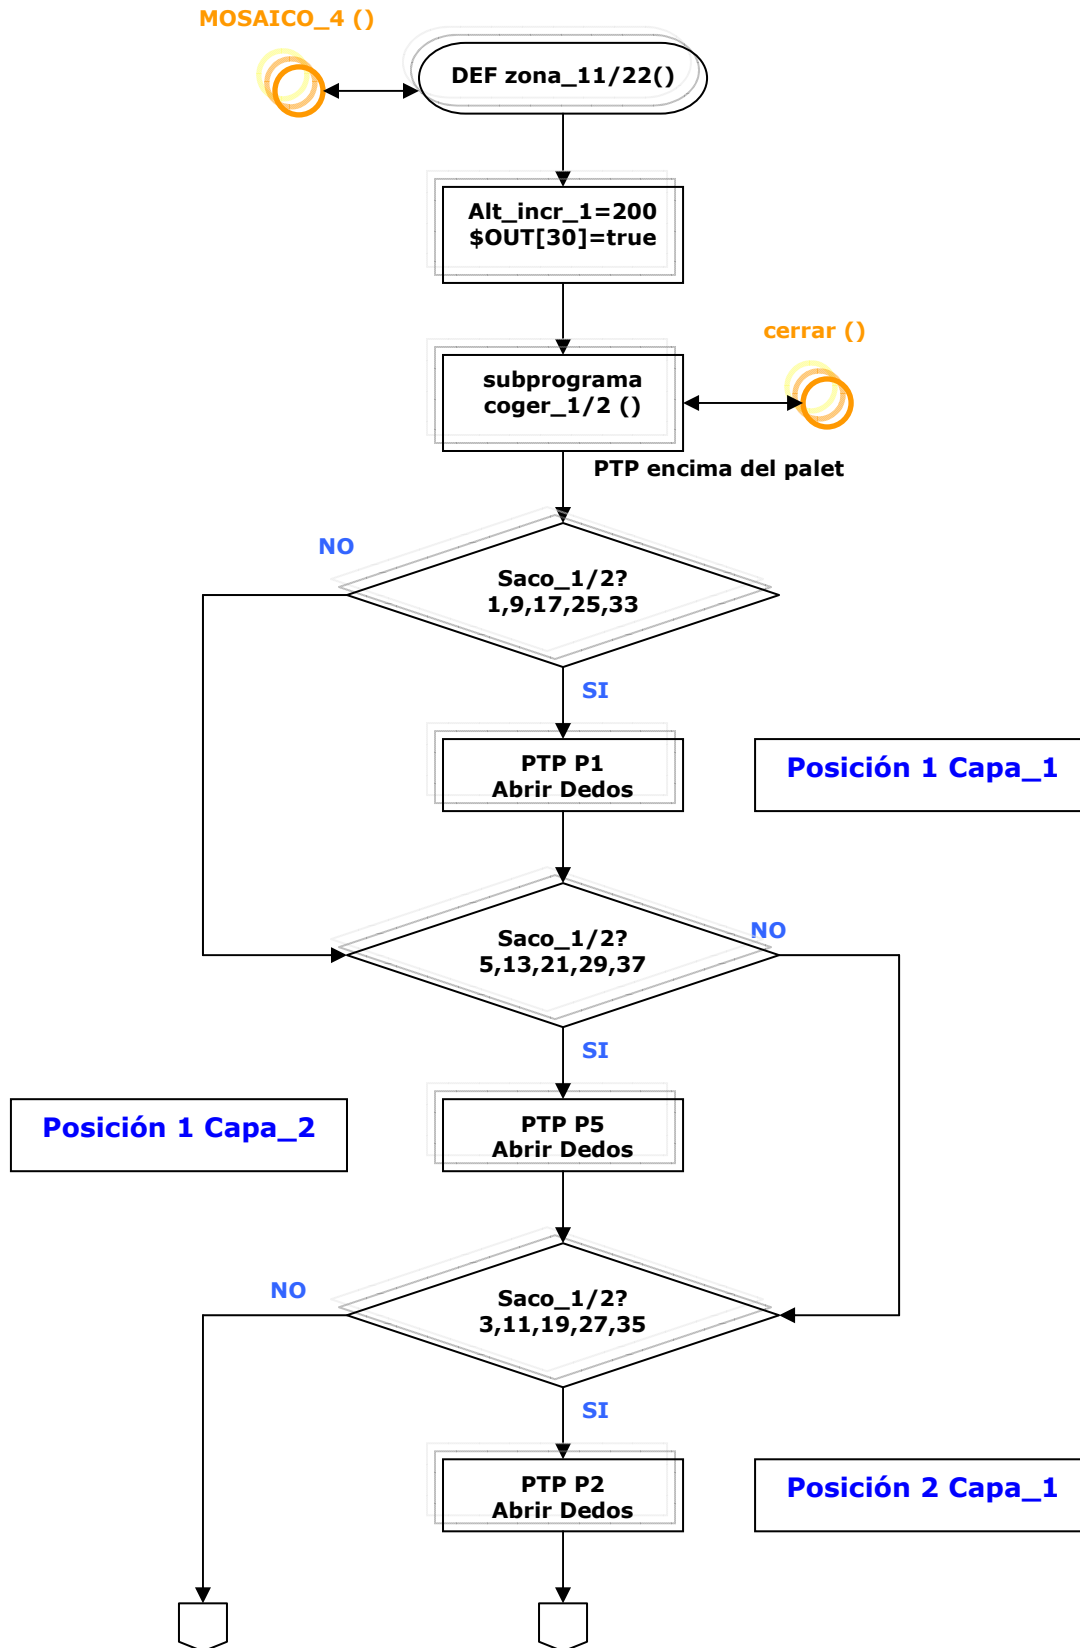 MOSAICO_4 ()
DEF zona_11/22()
Alt_incr_1=200
$OUT[30]=true
cerrar ()
subprograma
coger_1/2 ()
PTP encima del palet
NO
Saco_1/2?
1,9,17,25,33
SI
PTP P1
Abrir Dedos
Posición 1 Capa_1
Saco_1/2?
5,13,21,29,37
NO
SI
Posición 1 Capa_2
PTP P5
Abrir Dedos
NO
Saco_1/2?
3,11,19,27,35
SI
PTP P2
Abrir Dedos
Posición 2 Capa_1